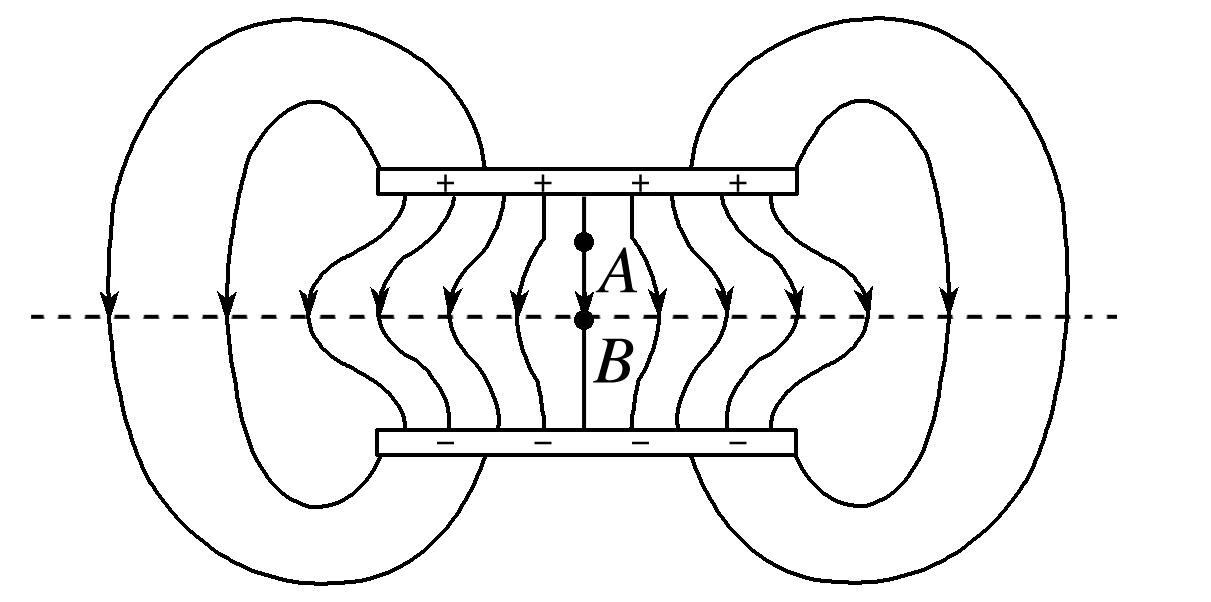 + + + +
A
B
− − − −